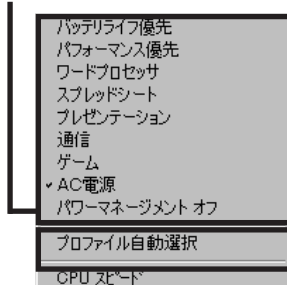 バッテリライフ優先
パフォーマンス優先
ワードプロセッサ
スプレッドシート
プレゼンテーション
通信
ゲーム
AC電源
パワーマネージメント オフ
プロファイル自動選択
CPU スピード